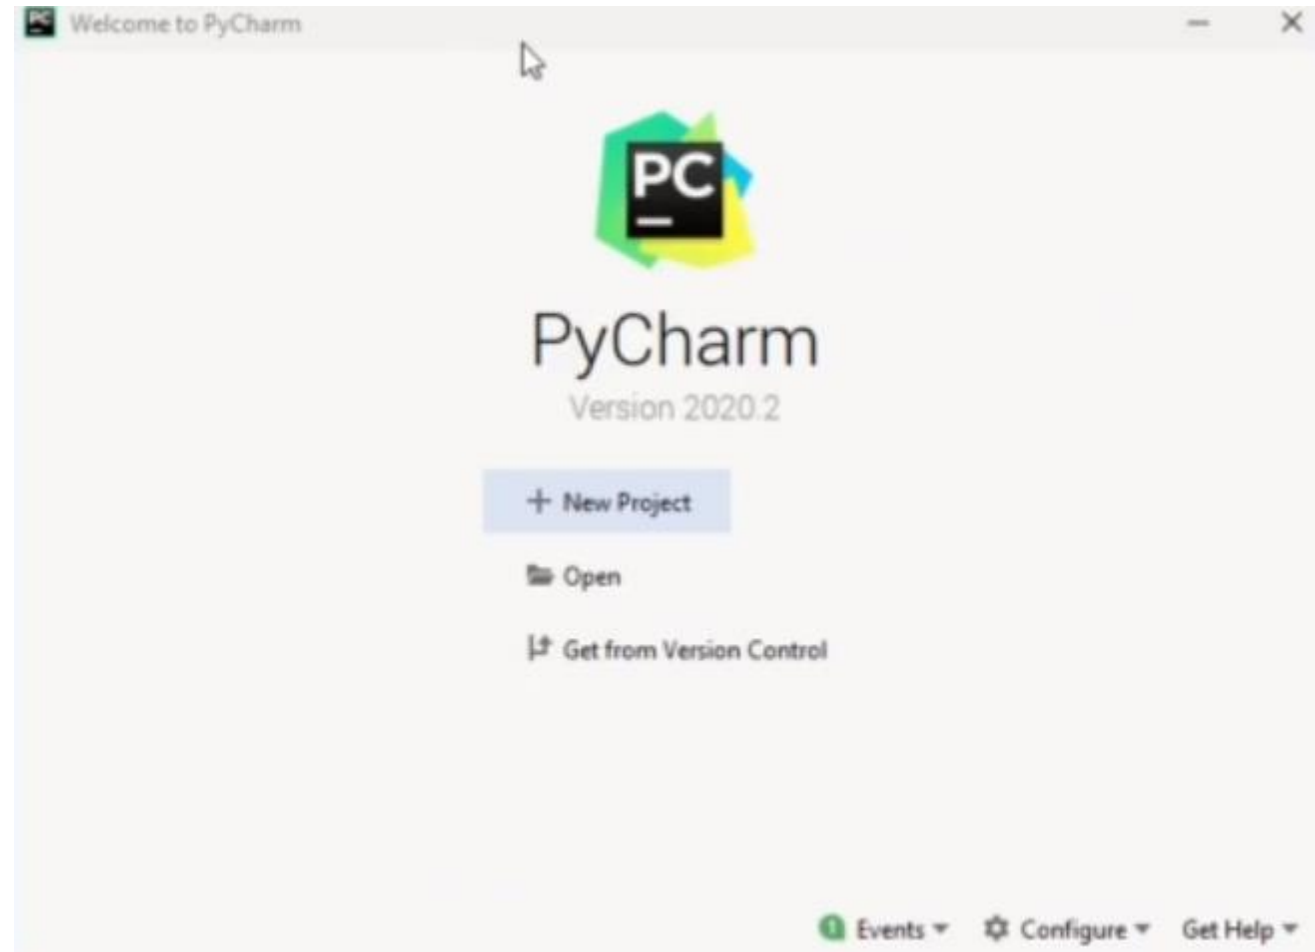 Welcome to PyCharm
PC
PyCharm
Version 2020.2
+ New Project
Open
Get from Version Control
1 Events Configure Get Help